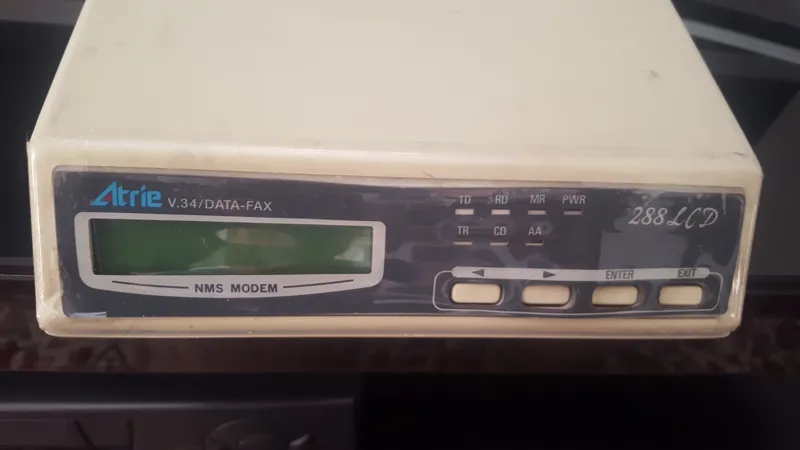 Atrie V.34/DATA-FAX
NMS MODEM
TD RD MR PWR
TR CD AA
288 LCD
◄ ► ENTER EXIT